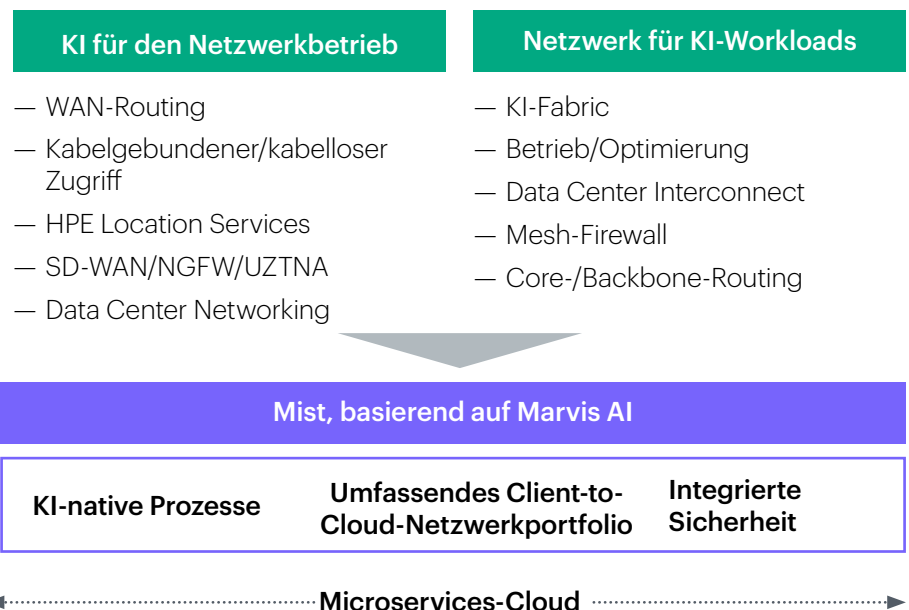 KI für den Netzwerkbetrieb
— WAN-Routing
— Kabelgebundener/kabelloser
Zugriff
— HPE Location Services
— SD-WAN/NGFW/UZTNA
— Data Center Networking
Netzwerk für KI-Workloads
— KI-Fabric
— Betrieb/Optimierung
— Data Center Interconnect
— Mesh-Firewall
— Core-/Backbone-Routing
Mist, basierend auf Marvis AI
KI-native Prozesse
Umfassendes Client-to-
Cloud-Netzwerkportfolio
Integrierte
Sicherheit
Microservices-Cloud